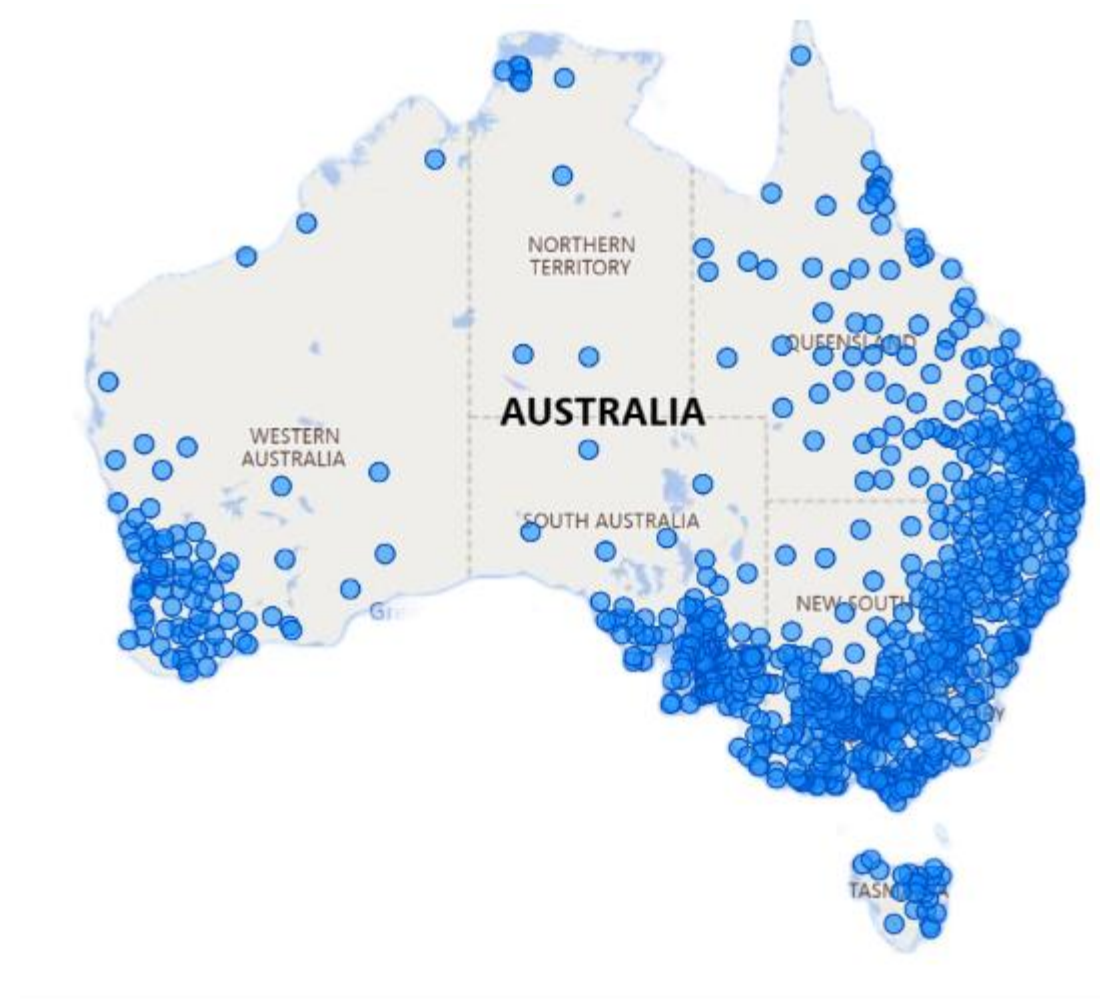 NORTHERN
TERRITORY
QUEENSLAND
AUSTRALIA
WESTERN
AUSTRALIA
SOUTH AUSTRALIA
NEW SOUTH